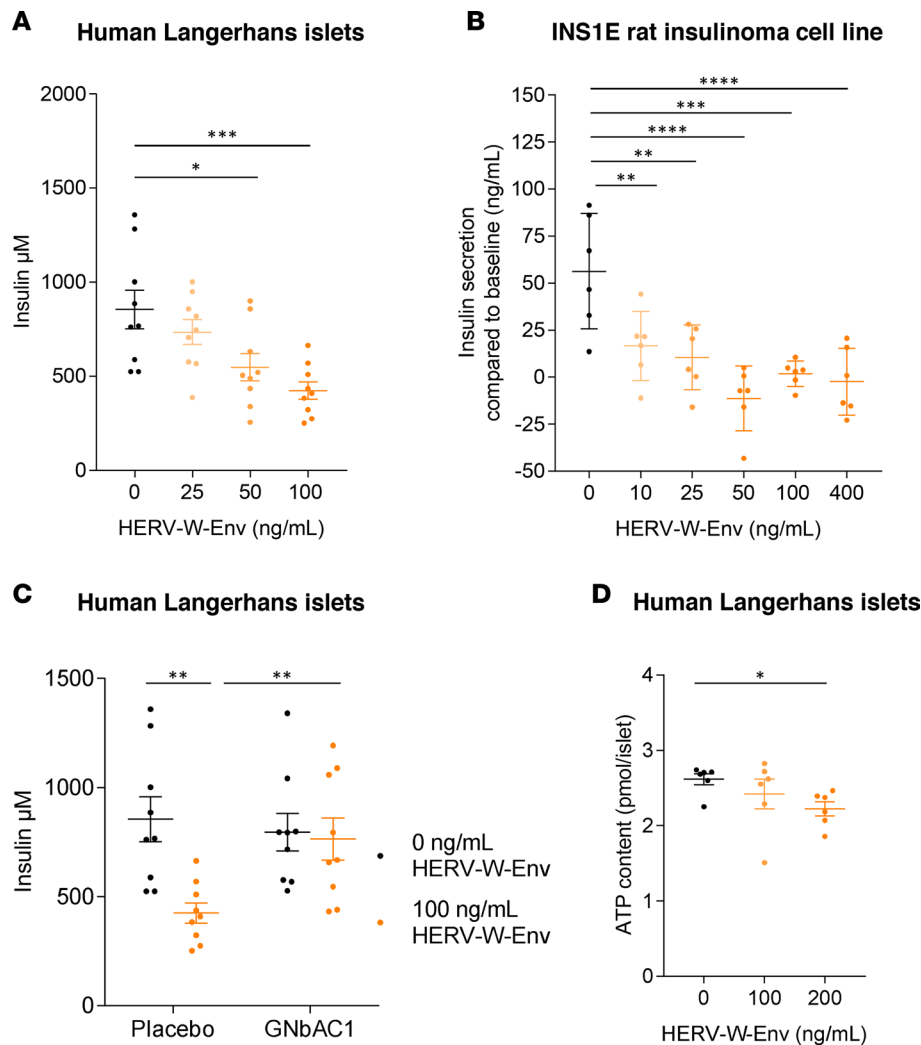 A
Human Langerhans islets
2000
1500
1000
500
0
Insulin µM
***
*
0 25 50 100
HERV-W-Env (ng/mL)
B
INS1E rat insulinoma cell line
150
125
100
75
50
25
0
-25
-50
Insulin secretion
compared to baseline (ng/mL)
****
***
****
**
**
0 10 25 50 100 400
HERV-W-Env (ng/mL)
C
Human Langerhans islets
1500
1000
500
0
Insulin µM
** **
Placebo GNbAC1
0 ng/mL
HERV-W-Env
100 ng/mL
HERV-W-Env
D
Human Langerhans islets
4
3
2
1
0
ATP content (pmol/islet)
*
0 100 200
HERV-W-Env (ng/mL)